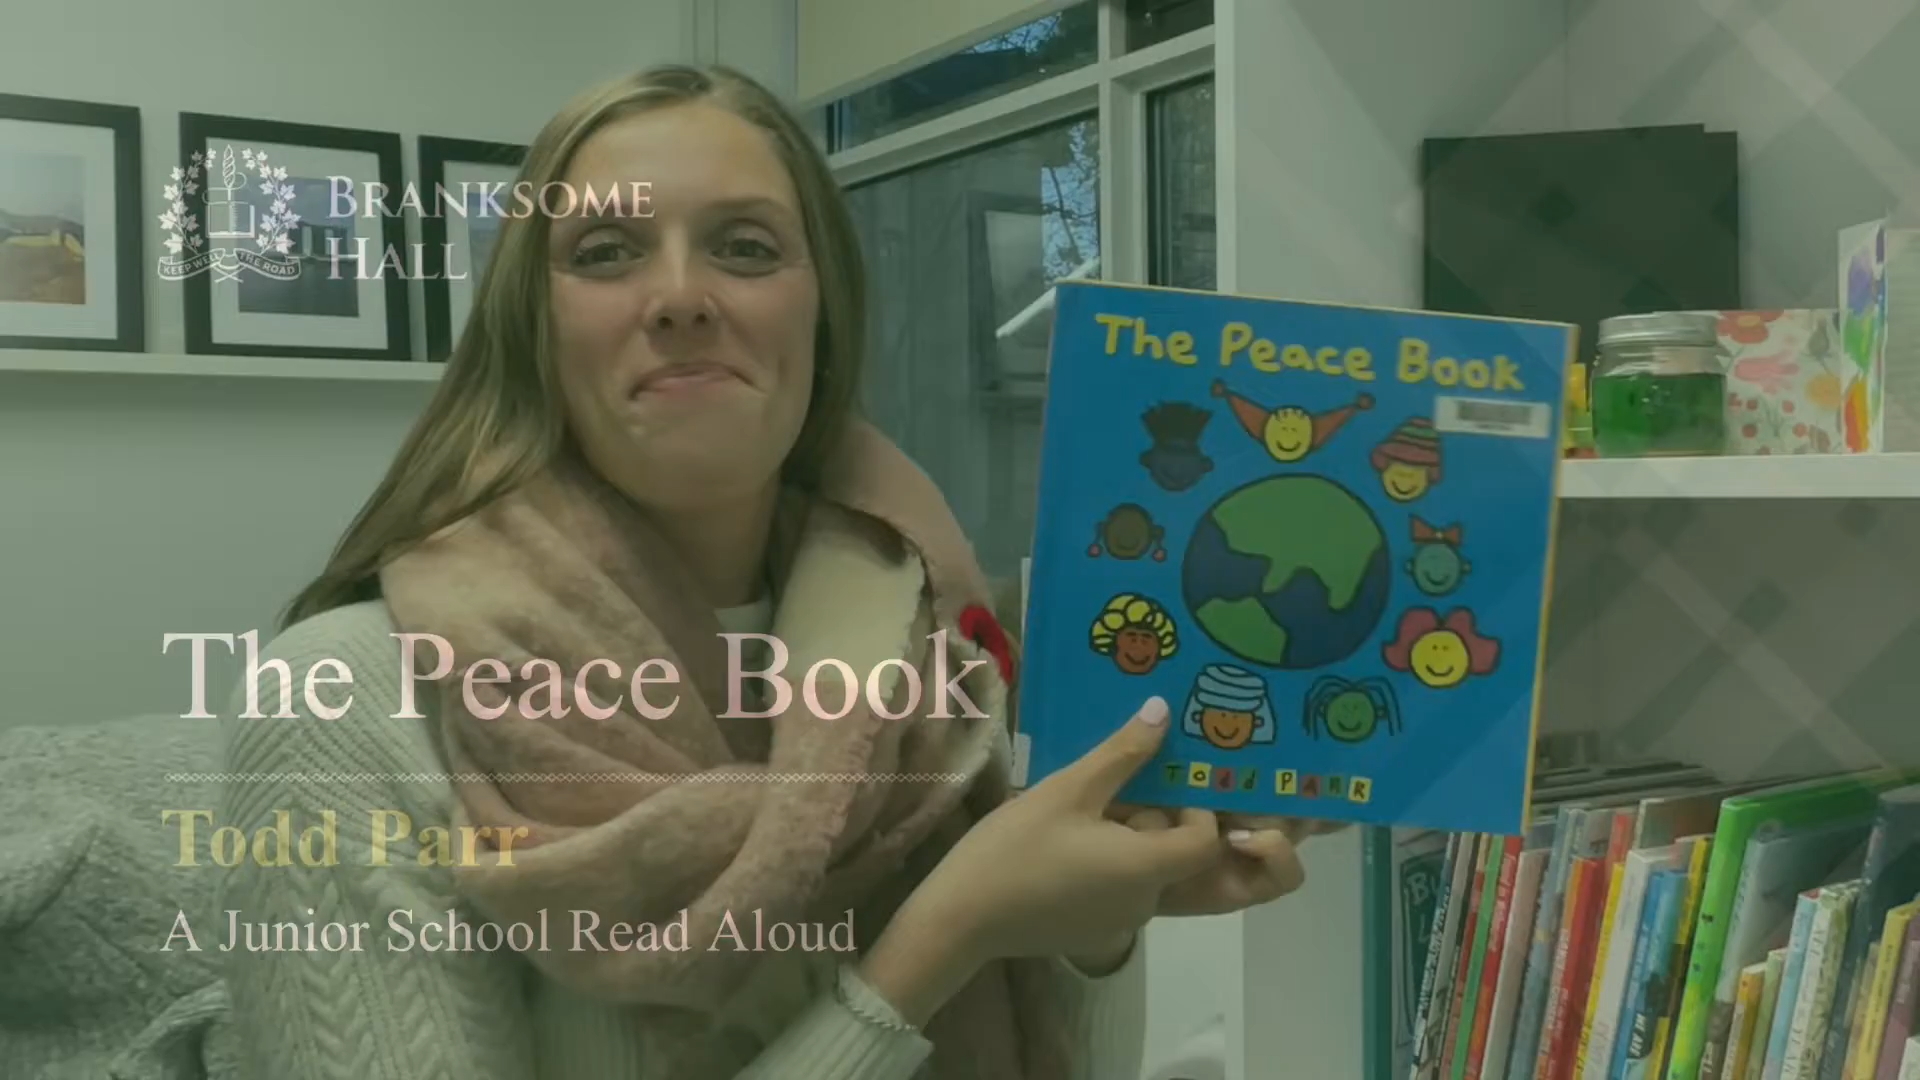 BRANKSOME
HALL
KEEP WELL THE ROAD
The Peace Book
TODD PARR
The Peace Book
Todd Parr
A Junior School Read Aloud